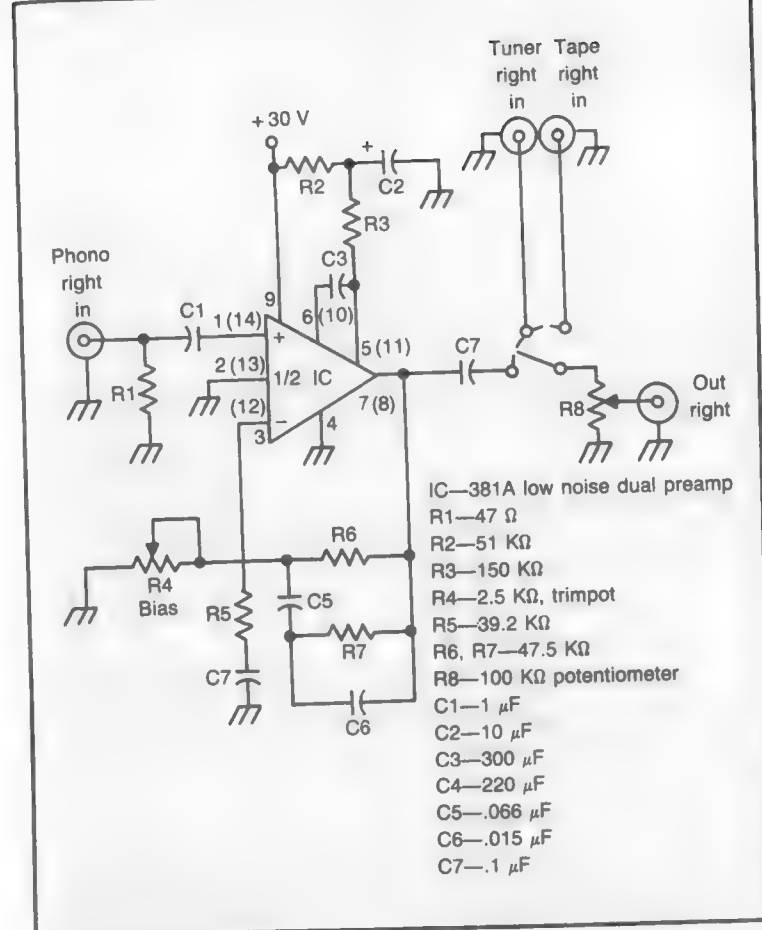 Tuner Tape
right right
in in
+ 30 V
+
R2
C2
R3
Phono
right
in
C3
9
6
(10)
C1
1 (14)
+
5 (11)
C7
2 (13)
1/2 IC
R1
(12)
−
7 (8)
R8
Out
right
3
4
IC—381A low noise dual preamp
R1—47 Ω
R2—51 KΩ
R3—150 KΩ
R4—2.5 KΩ, trimpot
R5—39.2 KΩ
R6, R7—47.5 KΩ
R8—100 KΩ potentiometer
C1—1 μF
C2—10 μF
C3—300 μF
C4—220 μF
C5—.066 μF
C6—.015 μF
C7—.1 μF
R6
R4
Bias
R5
C5
R7
C7
C6